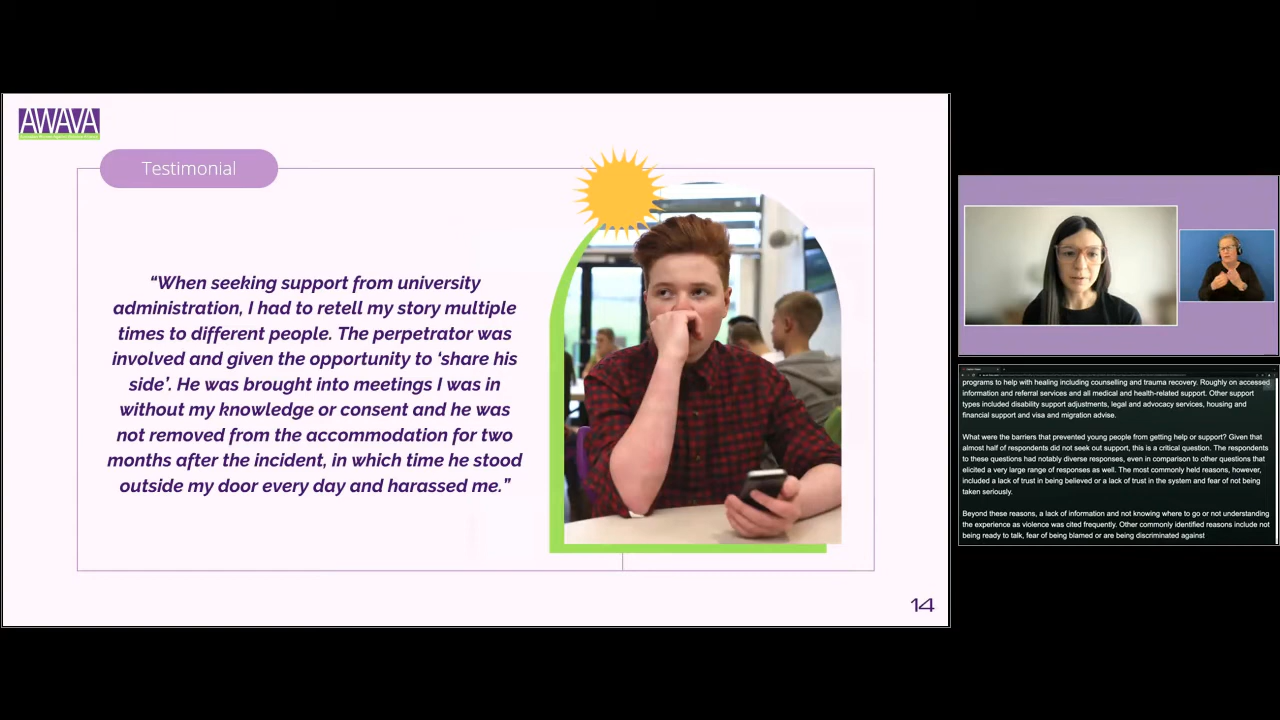 AWAVA
Testimonial
“When seeking support from university
administration, I had to retell my story multiple
times to different people. The perpetrator was
involved and given the opportunity to ‘share his
side’. He was brought into meetings I was in
without my knowledge or consent and he was
not removed from the accommodation for two
months after the incident, in which time he stood
outside my door every day and harassed me.”
14
programs to help with healing including counselling and trauma recovery. Roughly on accessed
information and referral services and all medical and health-related support. Other support
types included disability support adjustments, legal and advocacy services, housing and
financial support and visa and migration advise.
What were the barriers that prevented young people from getting help or support? Given that
almost half of respondents did not seek out support, this is a critical question. The respondents
to these questions had notably diverse responses, even in comparison to other questions that
elicited a very large range of responses as well. The most commonly held reasons, however,
included a lack of trust in being believed or a lack of trust in the system and fear of not being
taken seriously.
Beyond these reasons, a lack of information and not knowing where to go or not understanding
the experience as violence was cited frequently. Other commonly identified reasons include not
being ready to talk, fear of being blamed or are being discriminated against